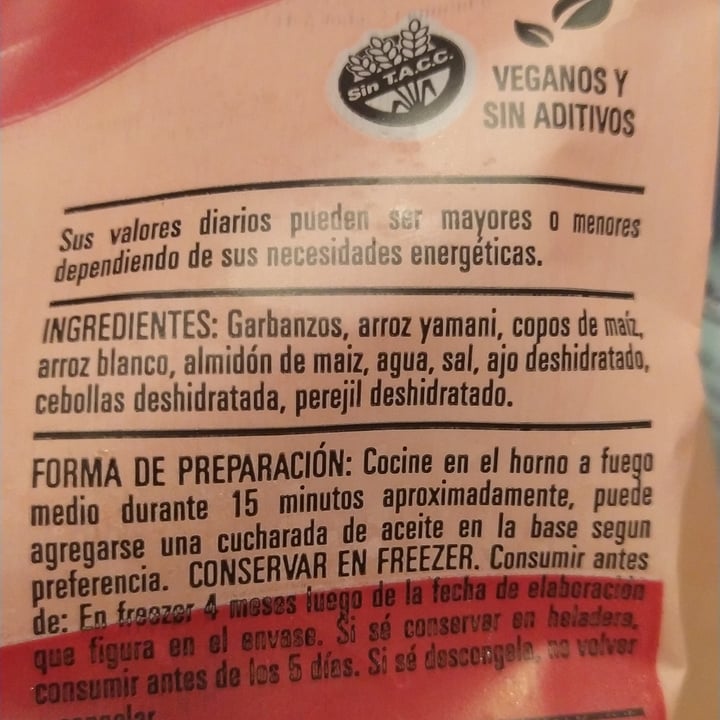 Sin T.A.C.C.
VEGANOS Y
SIN ADITIVOS
Sus valores diarios pueden ser mayores o menores
dependiendo de sus necesidades energéticas.
INGREDIENTES: Garbanzos, arroz yamani, copos de maíz,
arroz blanco, almidón de maiz, agua, sal, ajo deshidratado,
cebollas deshidratada, perejil deshidratado.
FORMA DE PREPARACIÓN: Cocine en el horno a fuego
medio durante 15 minutos aproximadamente, puede
agregarse una cucharada de aceite en la base segun
preferencia. CONSERVAR EN FREEZER. Consumir antes
de: En freezer 4 meses luego de la fecha de elaboración
que figura en el envase. Si sé conservar en heladera,
consumir antes de los 5 días. Si sé descongela, no volver